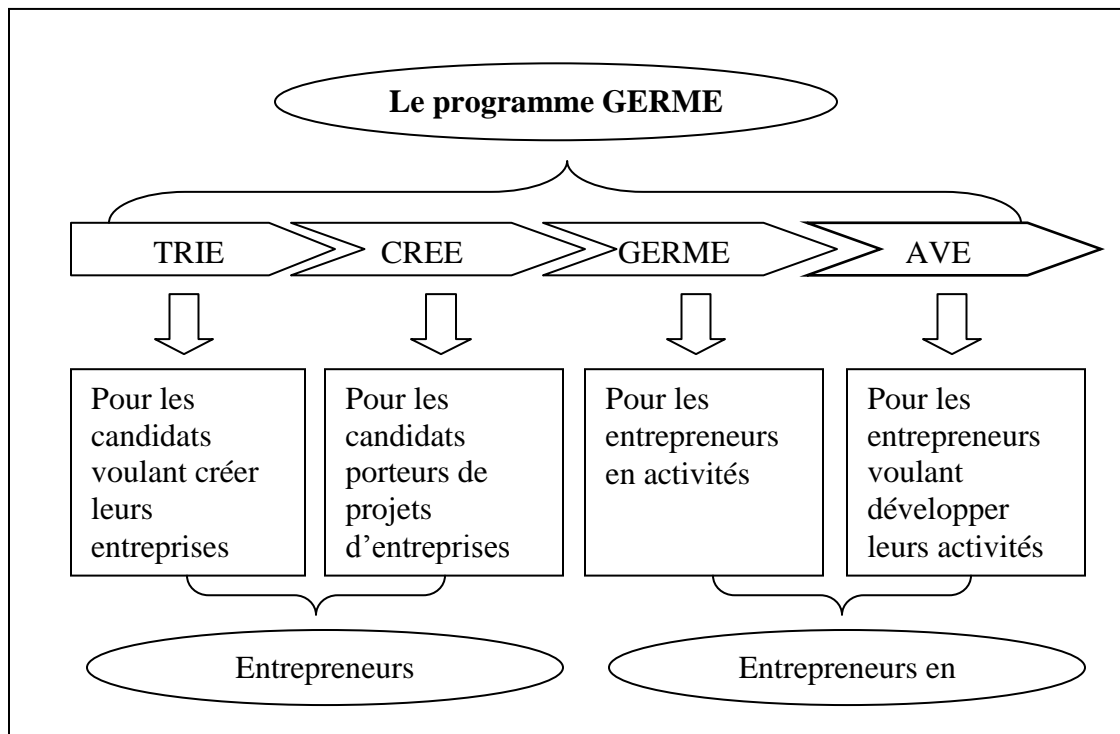 Le programme GERME
TRIE
CREE
GERME
AVE
Pour les
candidats
voulant créer
leurs
entreprises
Pour les
candidats
porteurs de
projets
d’entreprises
Pour les
entrepreneurs
en activités
Pour les
entrepreneurs
voulant
développer
leurs activités
Entrepreneurs
Entrepreneurs en